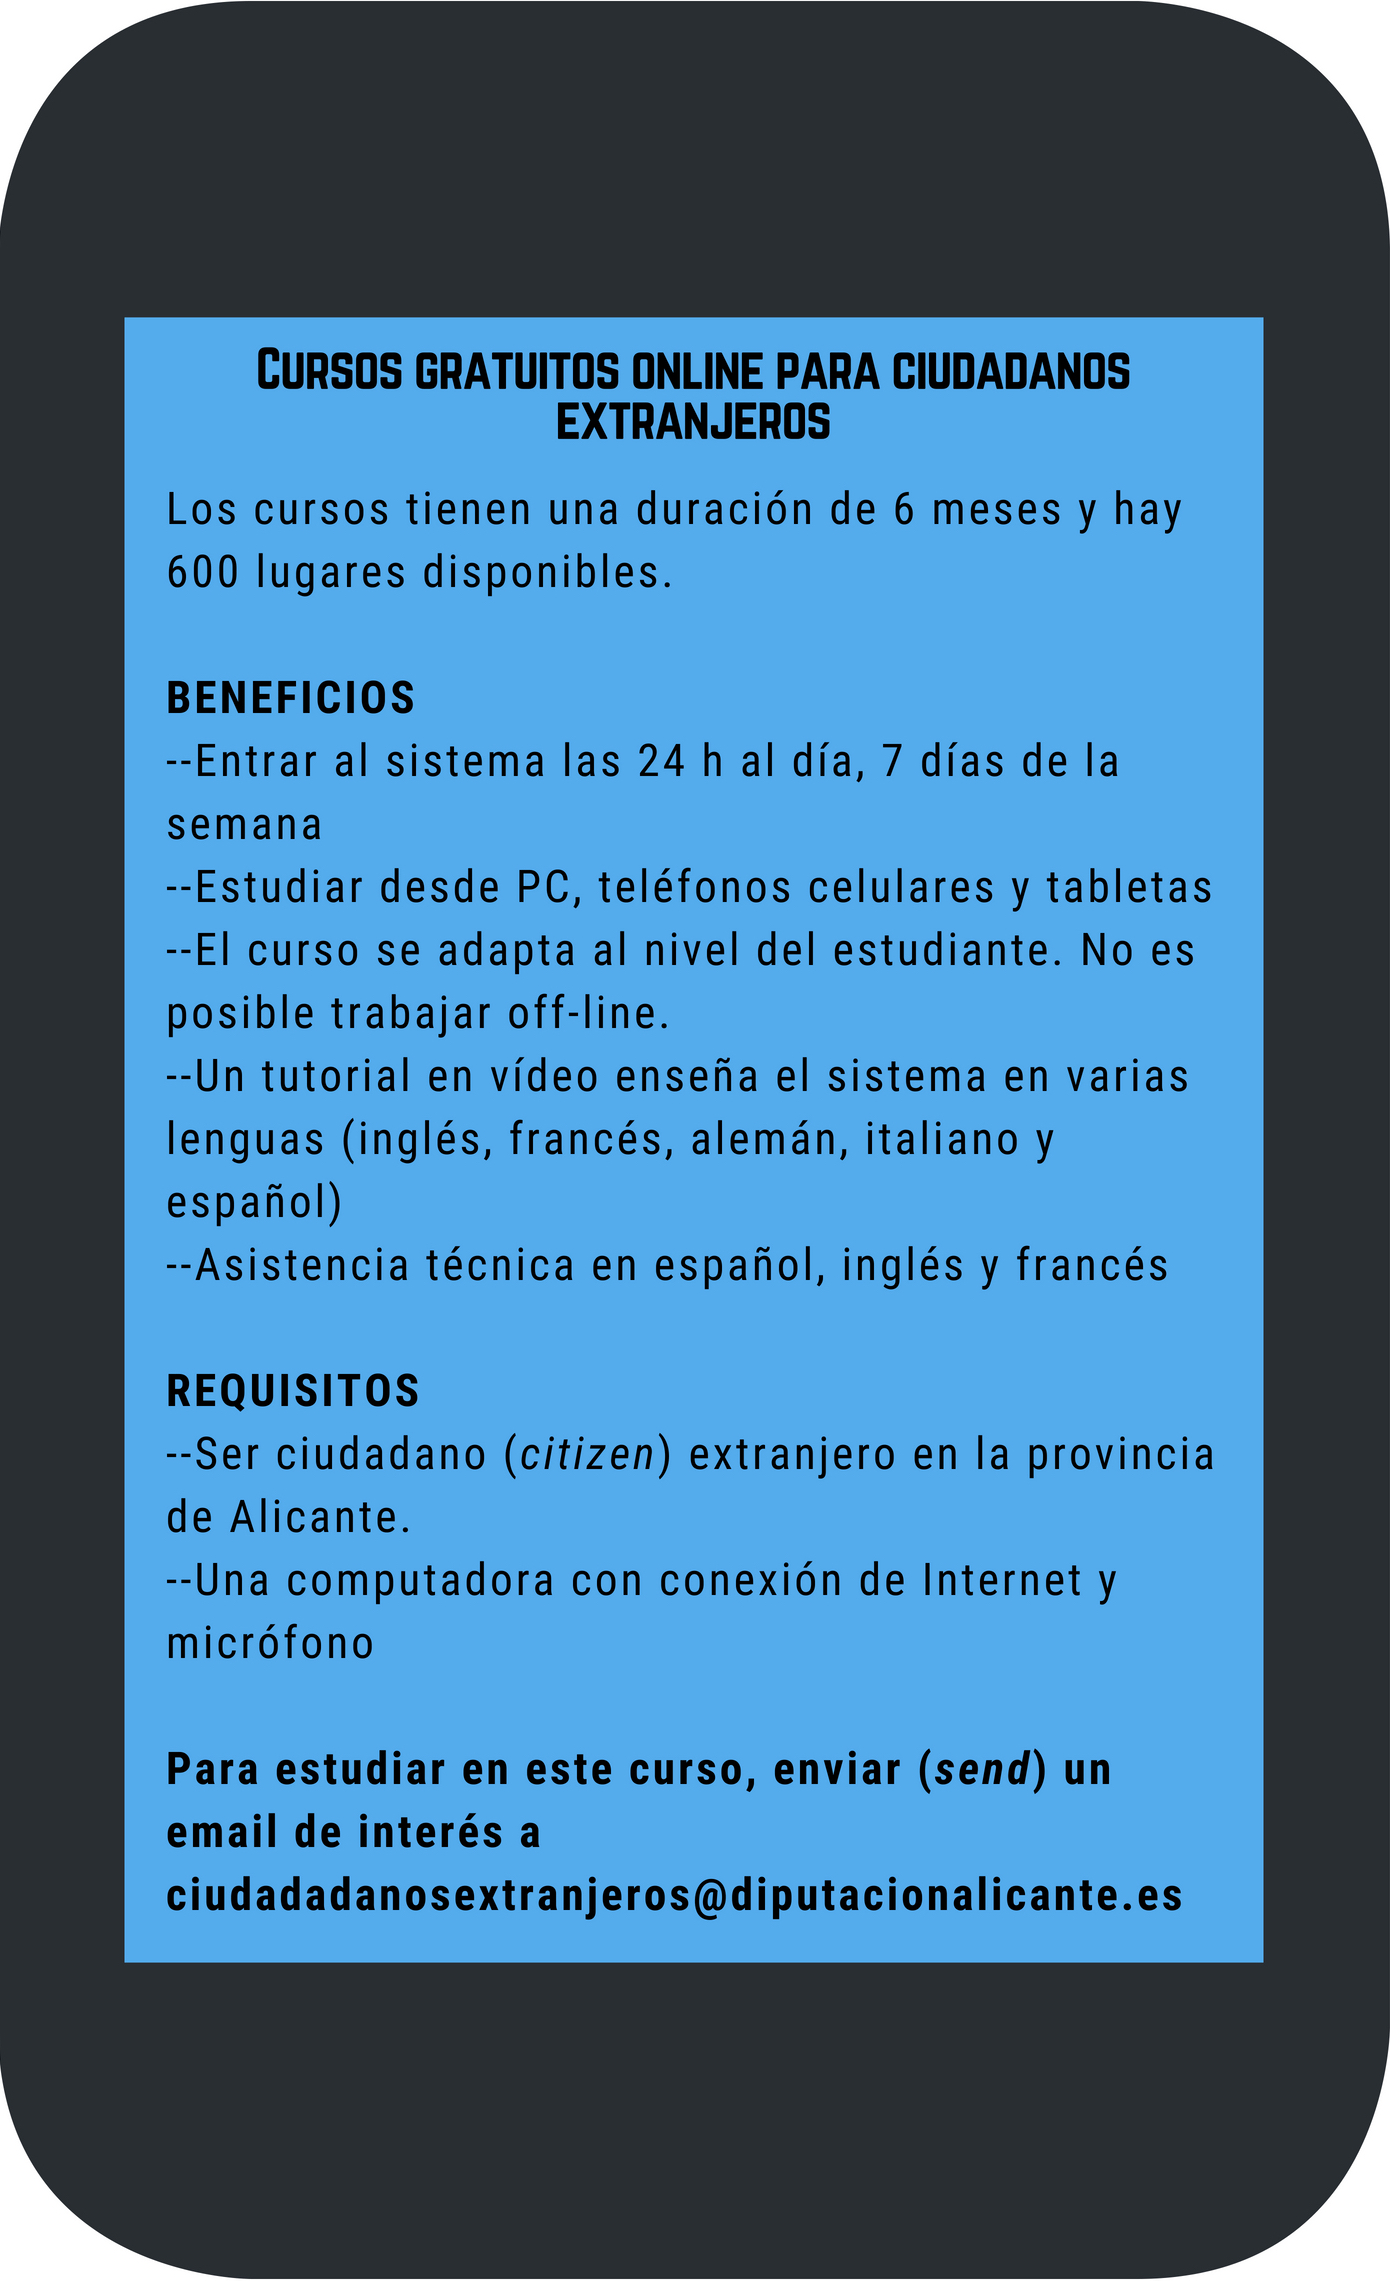 Cursos gratuitos online para ciudadanos
extranjeros
Los cursos tienen una duración de 6 meses y hay
600 lugares disponibles.
BENEFICIOS
--Entrar al sistema las 24 h al día, 7 días de la
semana
--Estudiar desde PC, teléfonos celulares y tabletas
--El curso se adapta al nivel del estudiante. No es
posible trabajar off-line.
--Un tutorial en vídeo enseña el sistema en varias
lenguas (inglés, francés, alemán, italiano y
español)
--Asistencia técnica en español, inglés y francés
REQUISITOS
--Ser ciudadano (citizen) extranjero en la provincia
de Alicante.
--Una computadora con conexión de Internet y
micrófono
Para estudiar en este curso, enviar (send) un
email de interés a
ciudadadanosextranjeros@diputacionalicante.es